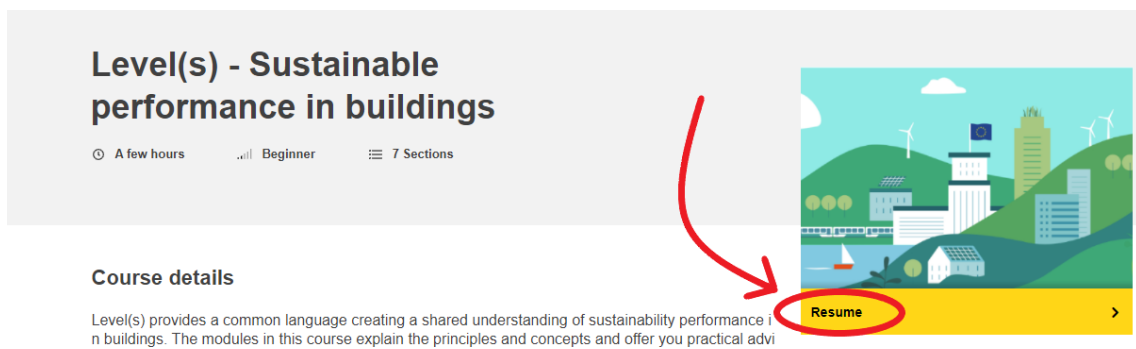 Level(s) - Sustainable
performance in buildings
A few hours
Beginner
7 Sections
Resume
Course details
Level(s) provides a common language creating a shared understanding of sustainability performance i
n buildings. The modules in this course explain the principles and concepts and offer you practical advi